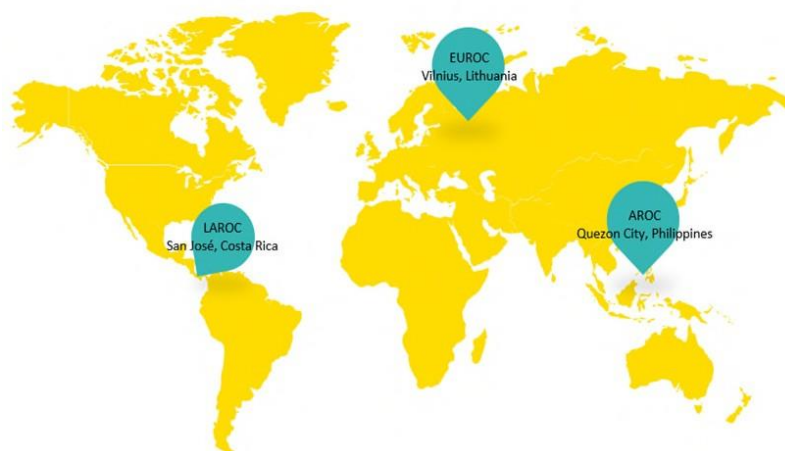 EUROC
Vilnius, Lithuania
LAROC
San José, Costa Rica
AROC
Quezon City, Philippines